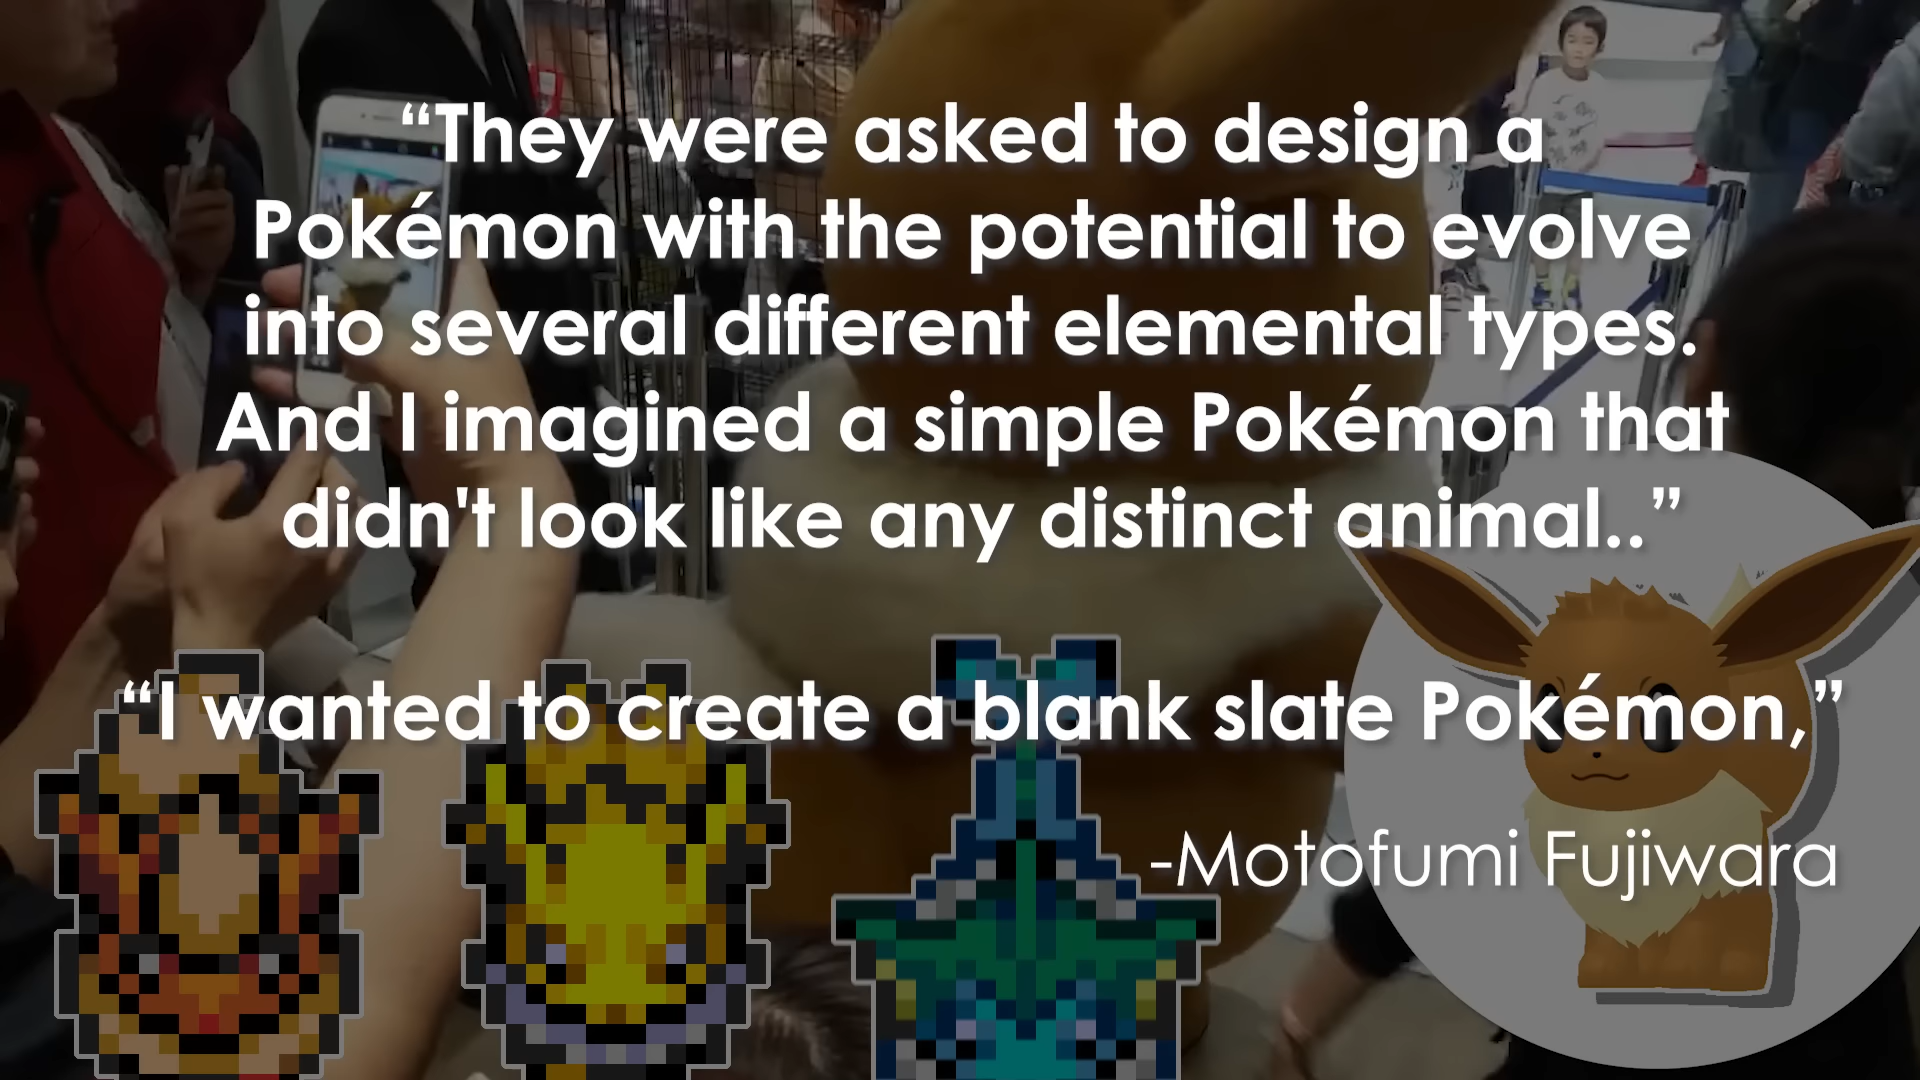 “They were asked to design a
Pokémon with the potential to evolve
into several different elemental types.
And I imagined a simple Pokémon that
didn't look like any distinct animal..”
“I wanted to create a blank slate Pokémon,”
-Motofumi Fujiwara